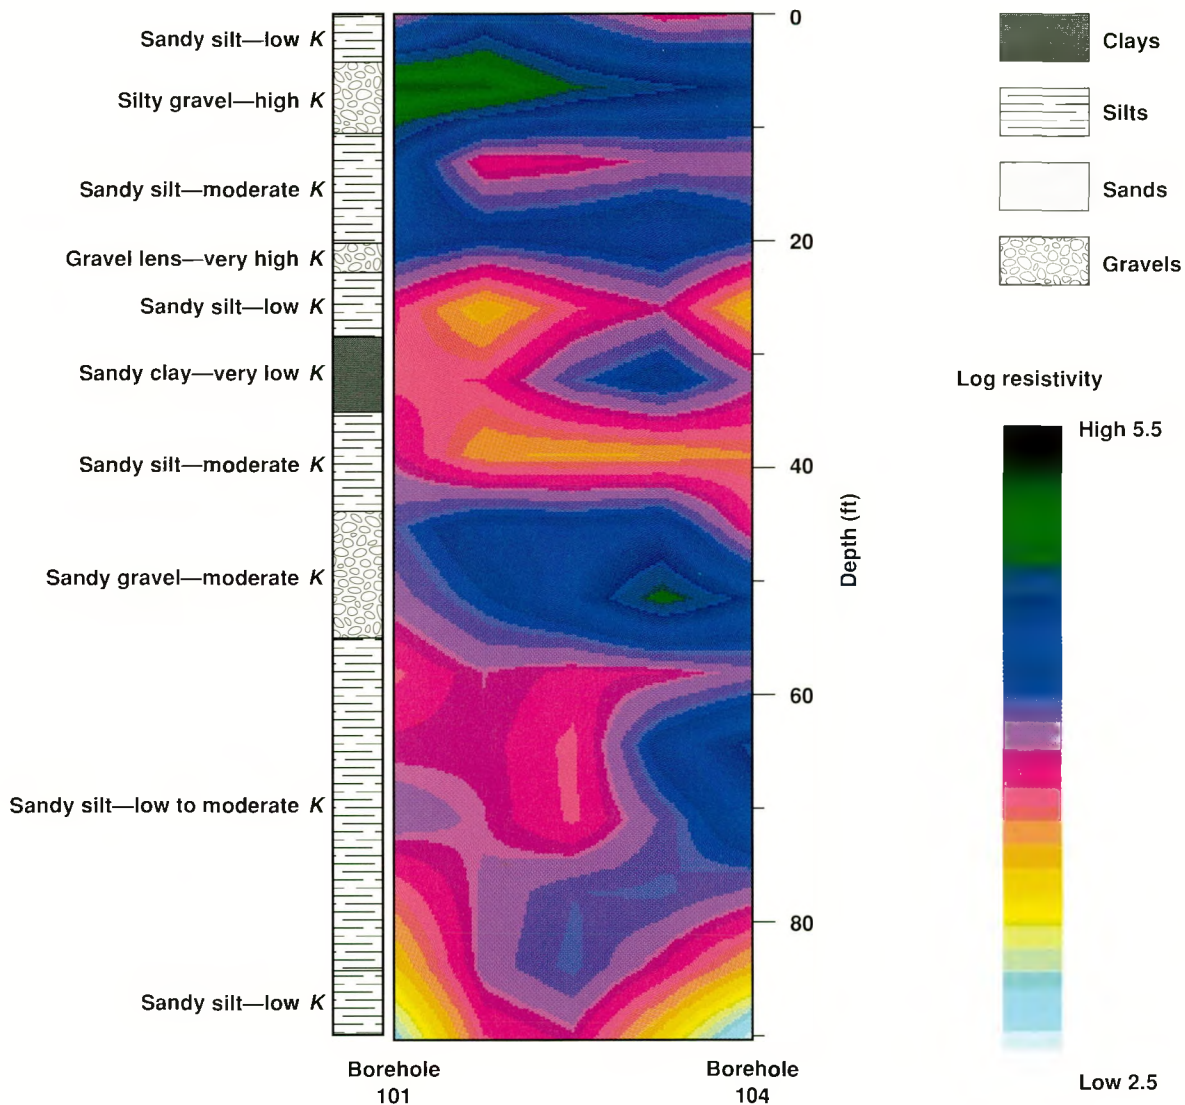 Sandy silt—low K
Silty gravel—high K
Sandy silt—moderate K
Gravel lens—very high K
Sandy silt—low K
Sandy clay—very low K
Sandy silt—moderate K
Sandy gravel—moderate K
Sandy silt—low to moderate K
Sandy silt—low K
0
20
40
60
80
Depth (ft)
Borehole
101
Borehole
104
Clays
Silts
Sands
Gravels
Log resistivity
High 5.5
Low 2.5